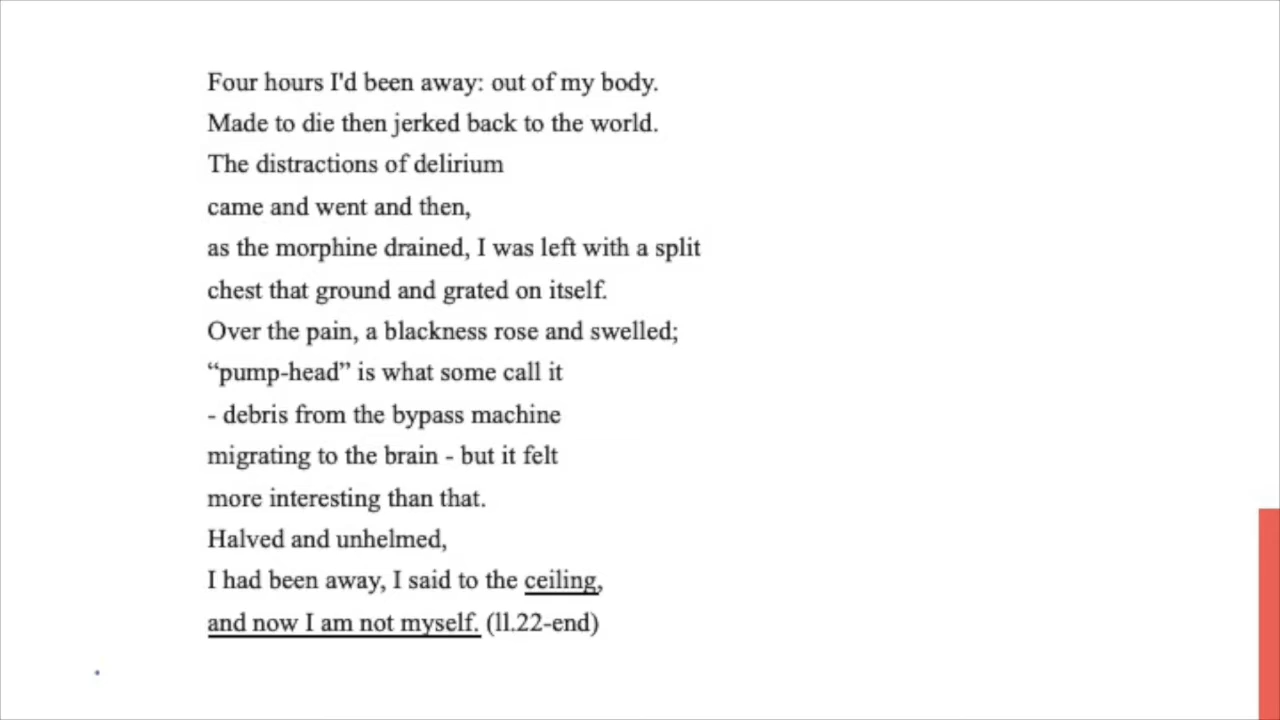 Four hours I'd been away: out of my body.
Made to die then jerked back to the world.
The distractions of delirium
came and went and then,
as the morphine drained, I was left with a split
chest that ground and grated on itself.
Over the pain, a blackness rose and swelled;
“pump-head” is what some call it
- debris from the bypass machine
migrating to the brain - but it felt
more interesting than that.
Halved and unhelmed,
I had been away, I said to the ceiling,
and now I am not myself. (ll.22-end)